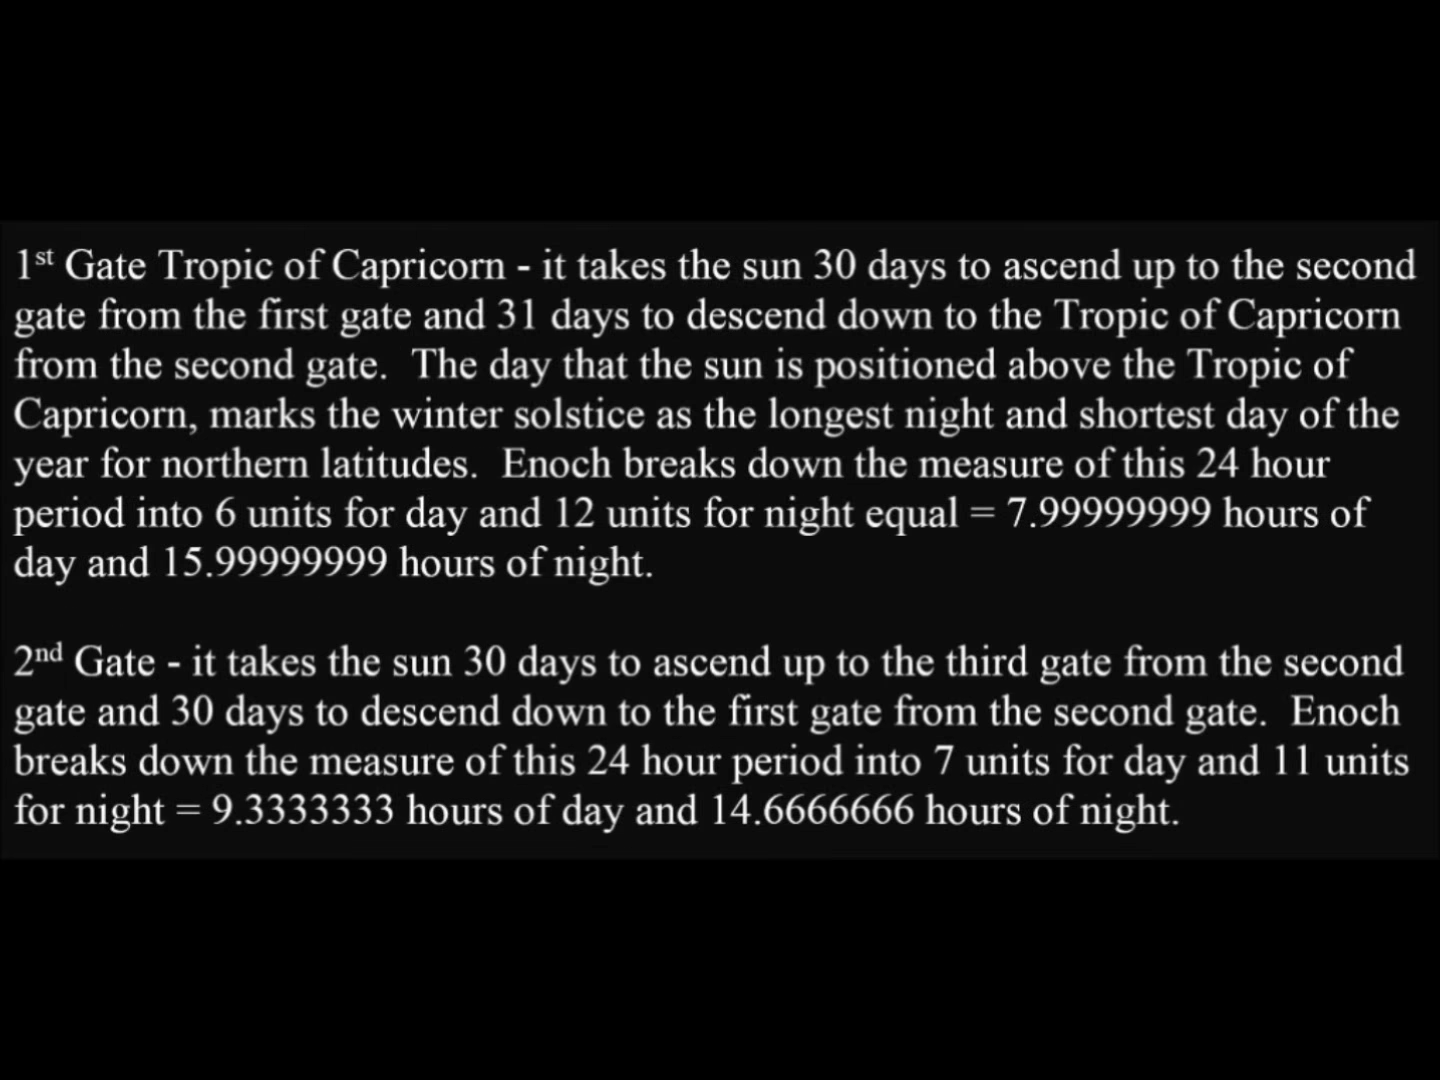 1st Gate Tropic of Capricorn - it takes the sun 30 days to ascend up to the second
gate from the first gate and 31 days to descend down to the Tropic of Capricorn
from the second gate.  The day that the sun is positioned above the Tropic of
Capricorn, marks the winter solstice as the longest night and shortest day of the
year for northern latitudes.  Enoch breaks down the measure of this 24 hour
period into 6 units for day and 12 units for night equal = 7.99999999 hours of
day and 15.99999999 hours of night.
2nd Gate - it takes the sun 30 days to ascend up to the third gate from the second
gate and 30 days to descend down to the first gate from the second gate.  Enoch
breaks down the measure of this 24 hour period into 7 units for day and 11 units
for night = 9.3333333 hours of day and 14.6666666 hours of night.